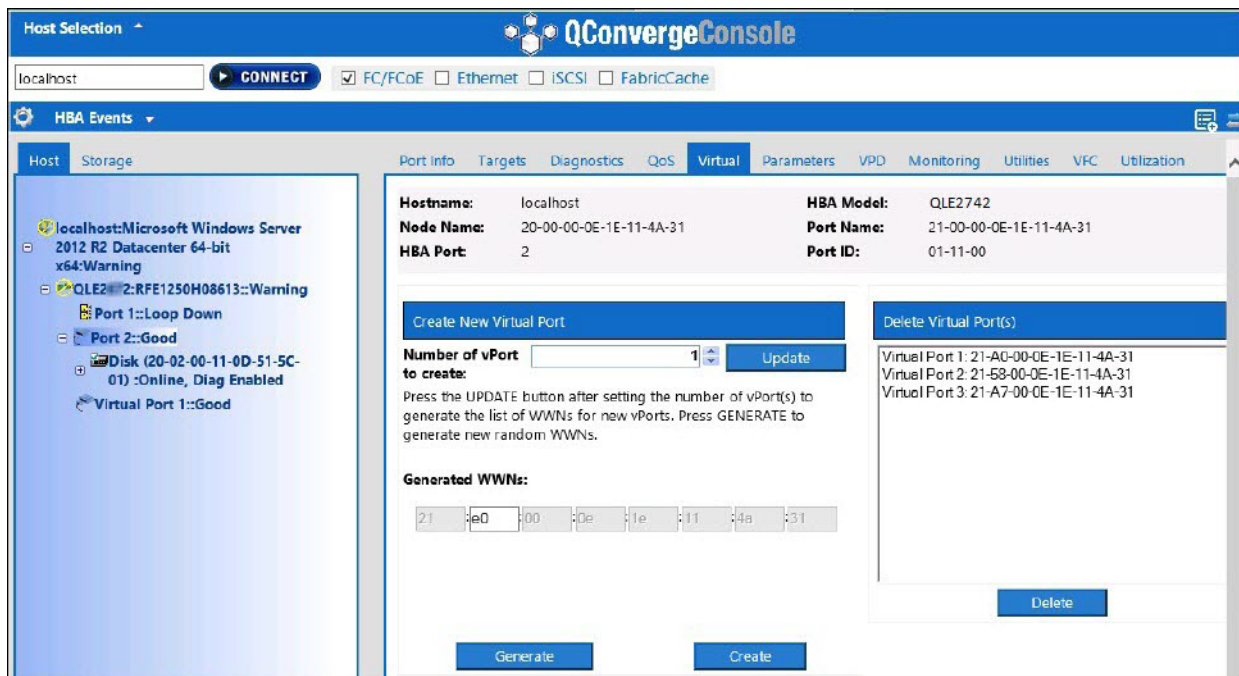 Host Selection
QConvergeConsole
localhost
CONNECT
FC/FCoE
Ethernet
iSCSI
FabricCache
HBA Events
Host
Storage
localhost:Microsoft Windows Server
2012 R2 Datacenter 64-bit
x64:Warning
2:RFE1250H08613::Warning
Port 1::Loop Down
Port 2::Good
Disk (20-02-00-11-0D-51-5C-
01) :Online, Diag Enabled
Virtual Port 1::Good
Port Info Targets Diagnostics QoS Virtual Parameters VPD Monitoring Utilities VFC Utilization
Hostname: localhost HBA Model: QLE2742
Node Name: 20-00-00-0E-1E-11-4A-31 Port Name: 21-00-00-0E-1E-11-4A-31
HBA Port: 2 Port ID: 01-11-00
Create New Virtual Port
Number of vPort
to create:
1
Update
Press the UPDATE button after setting the number of vPort(s) to
generate the list of WWNs for new vPorts. Press GENERATE to
generate new random WWNs.
Generated WWNs:
21 :e0 :00 :0e :1e :11 :4a :31
Generate
Create
Delete Virtual Port(s)
Virtual Port 1: 21-A0-00-0E-1E-11-4A-31
Virtual Port 2: 21-58-00-0E-1E-11-4A-31
Virtual Port 3: 21-A7-00-0E-1E-11-4A-31
Delete